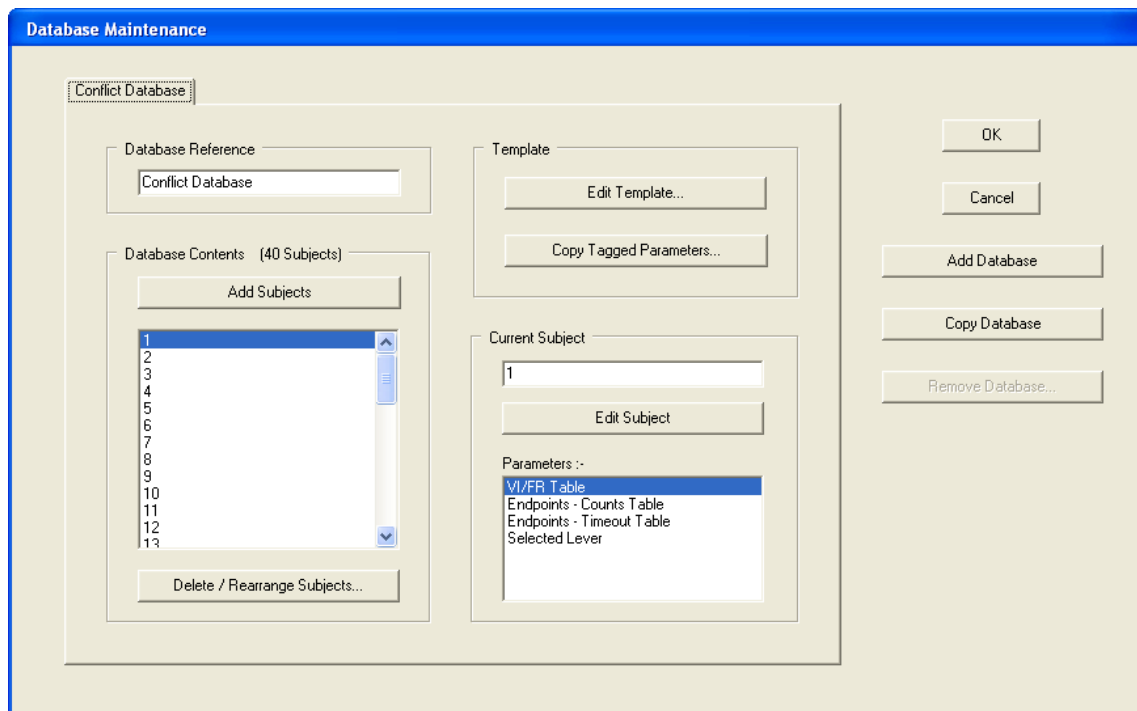 Database Maintenance
Conflict Database
Database Reference
Conflict Database
Database Contents (40 Subjects)
Add Subjects
1
2
3
4
5
6
7
8
9
10
11
12
13
Delete / Rearrange Subjects...
Template
Edit Template...
Copy Tagged Parameters...
Current Subject
1
Edit Subject
Parameters :-
VI/FR Table
Endpoints - Counts Table
Endpoints - Timeout Table
Selected Lever
OK
Cancel
Add Database
Copy Database
Remove Database...